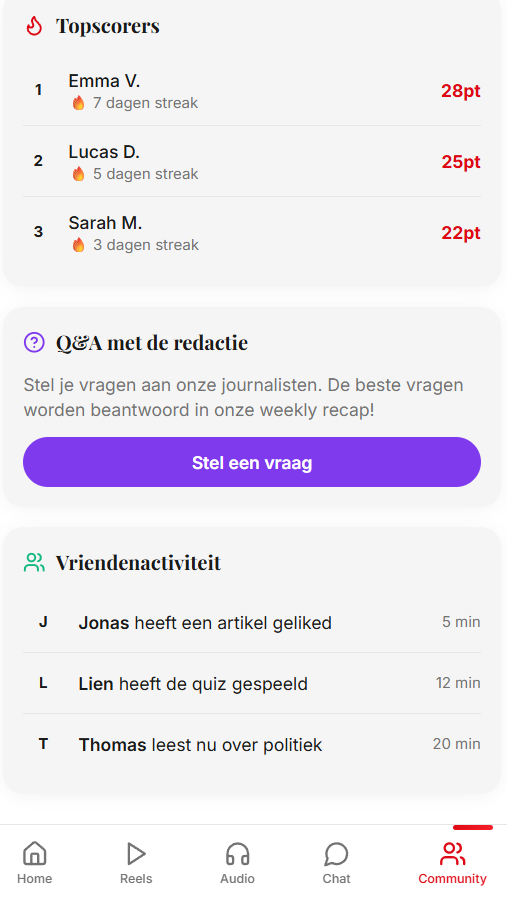 Topscorers
1 Emma V. 28pt
🔥 7 dagen streak
2 Lucas D. 25pt
🔥 5 dagen streak
3 Sarah M. 22pt
🔥 3 dagen streak
Q&A met de redactie
Stel je vragen aan onze journalisten. De beste vragen
worden beantwoord in onze weekly recap!
Stel een vraag
Vriendenactiviteit
J Jonas heeft een artikel geliked 5 min
L Lien heeft de quiz gespeeld 12 min
T Thomas leest nu over politiek 20 min
Home Reels Audio Chat Community